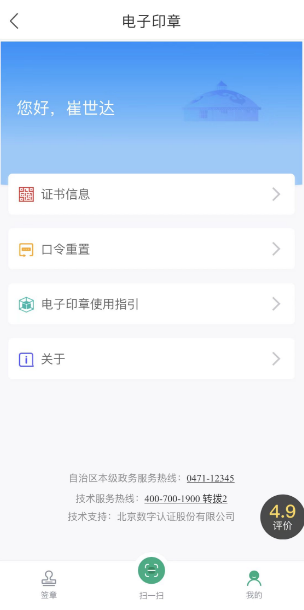 电子印章
您好，崔世达
证书信息
口令重置
电子印章使用指引
关于
自治区本级政务服务热线：0471-12345
技术服务热线：400-700-1900 转拨2
技术支持：北京数字认证股份有限公司
4.9
评价
签章
扫一扫
我的